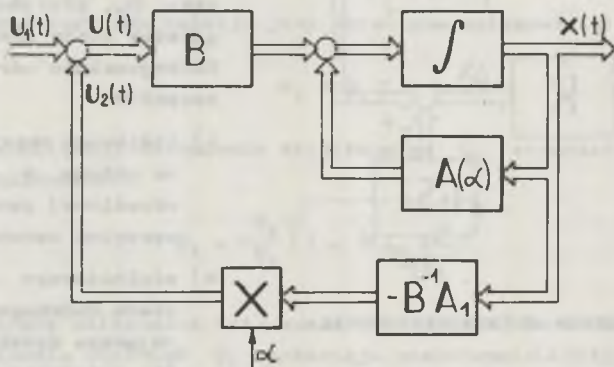 U₁(t) U(t) B ∫ X(t)
U₂(t)
A(α)
X -B⁻¹A₁
α